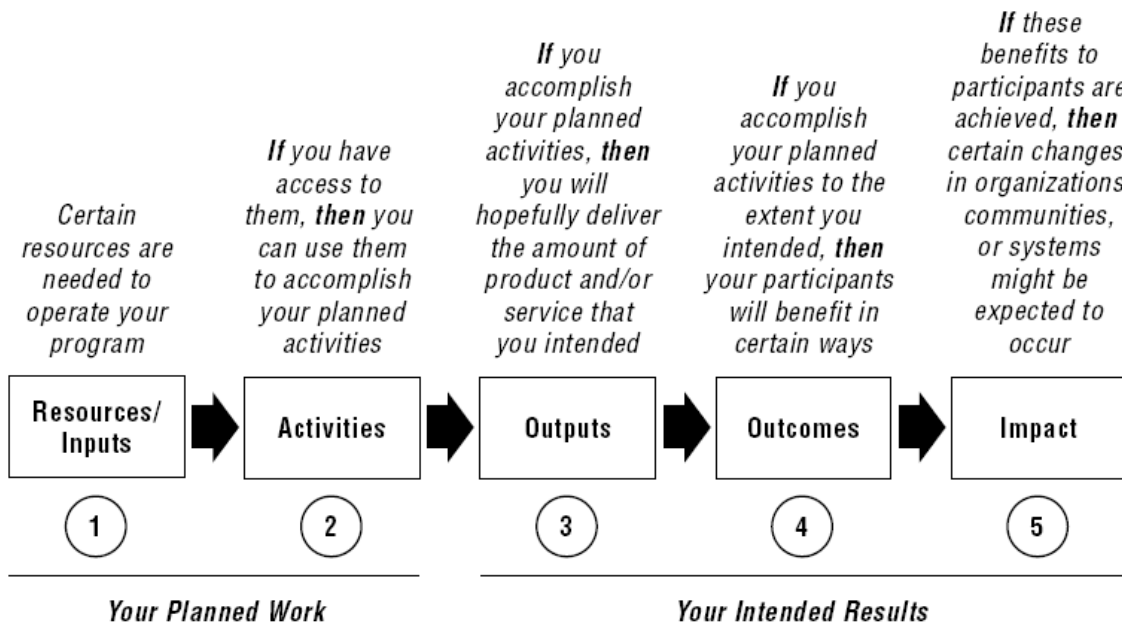 Certain
resources are
needed to
operate your
program
If you have
access to
them, then you
can use them
to accomplish
your planned
activities
If you
accomplish
your planned
activities, then
you will
hopefully deliver
the amount of
product and/or
service that
you intended
If you
accomplish
your planned
activities to the
extent you
intended, then
your participants
will benefit in
certain ways
If these
benefits to
participants are
achieved, then
certain changes
in organizations
communities,
or systems
might be
expected to
occur
Resources/
Inputs
Activities
Outputs
Outcomes
Impact
1
2
3
4
5
Your Planned Work
Your Intended Results